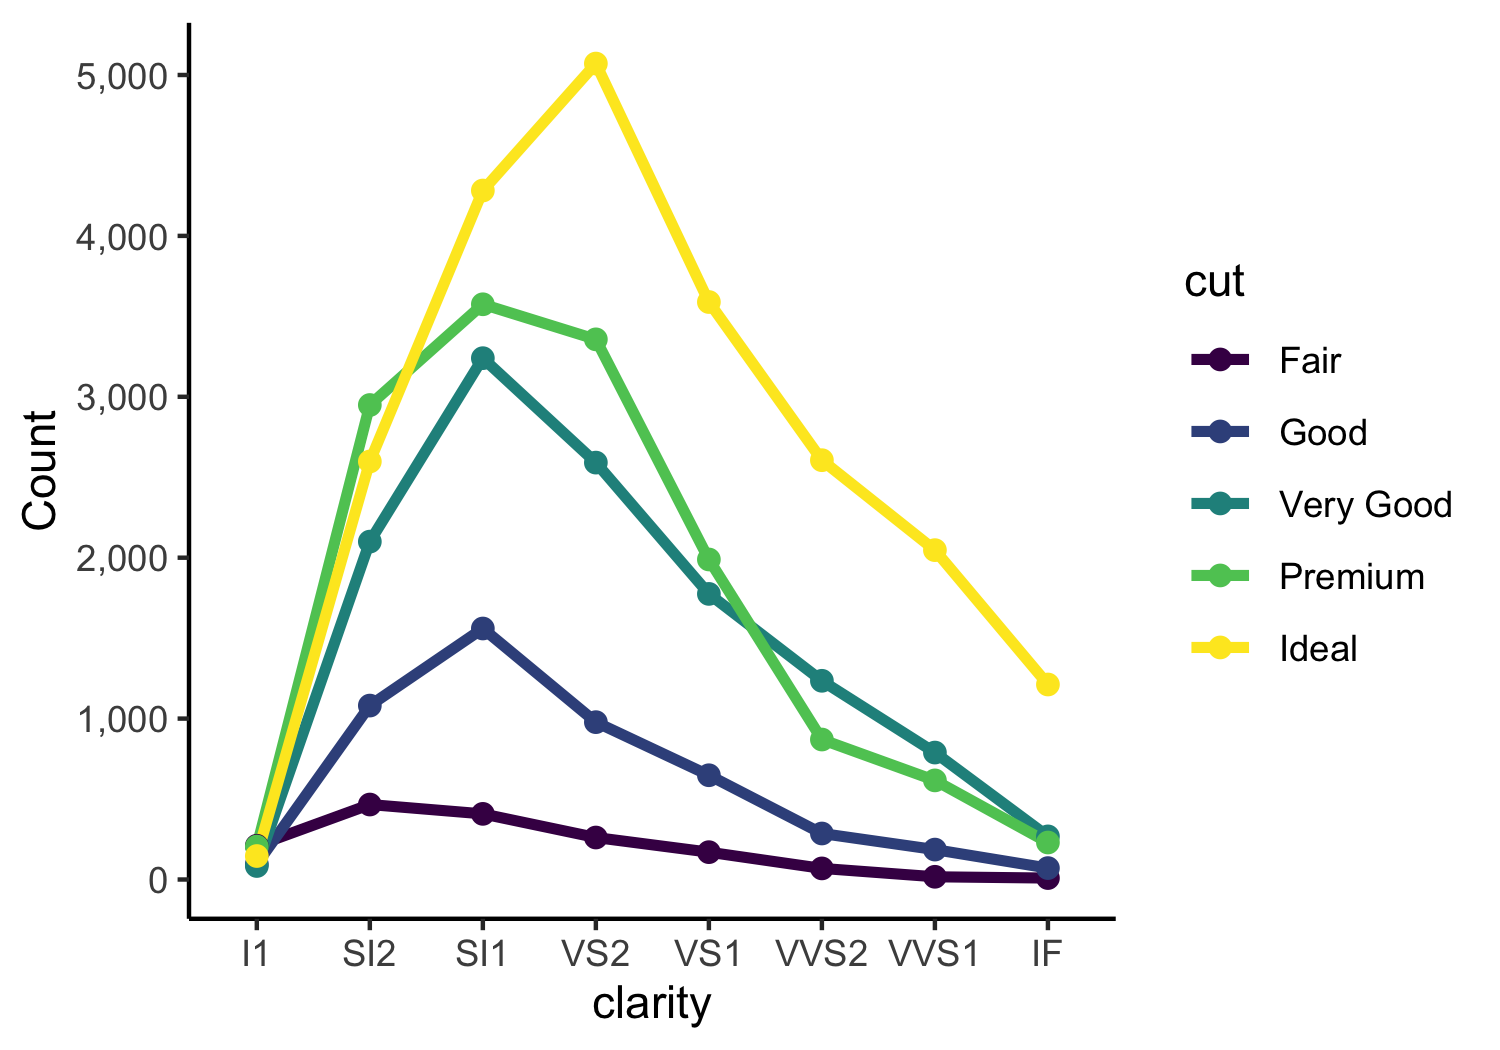 5,000
4,000
3,000
2,000
1,000
0
Count
I1 SI2 SI1 VS2 VS1 VVS2 VVS1 IF
clarity
cut
Fair
Good
Very Good
Premium
Ideal